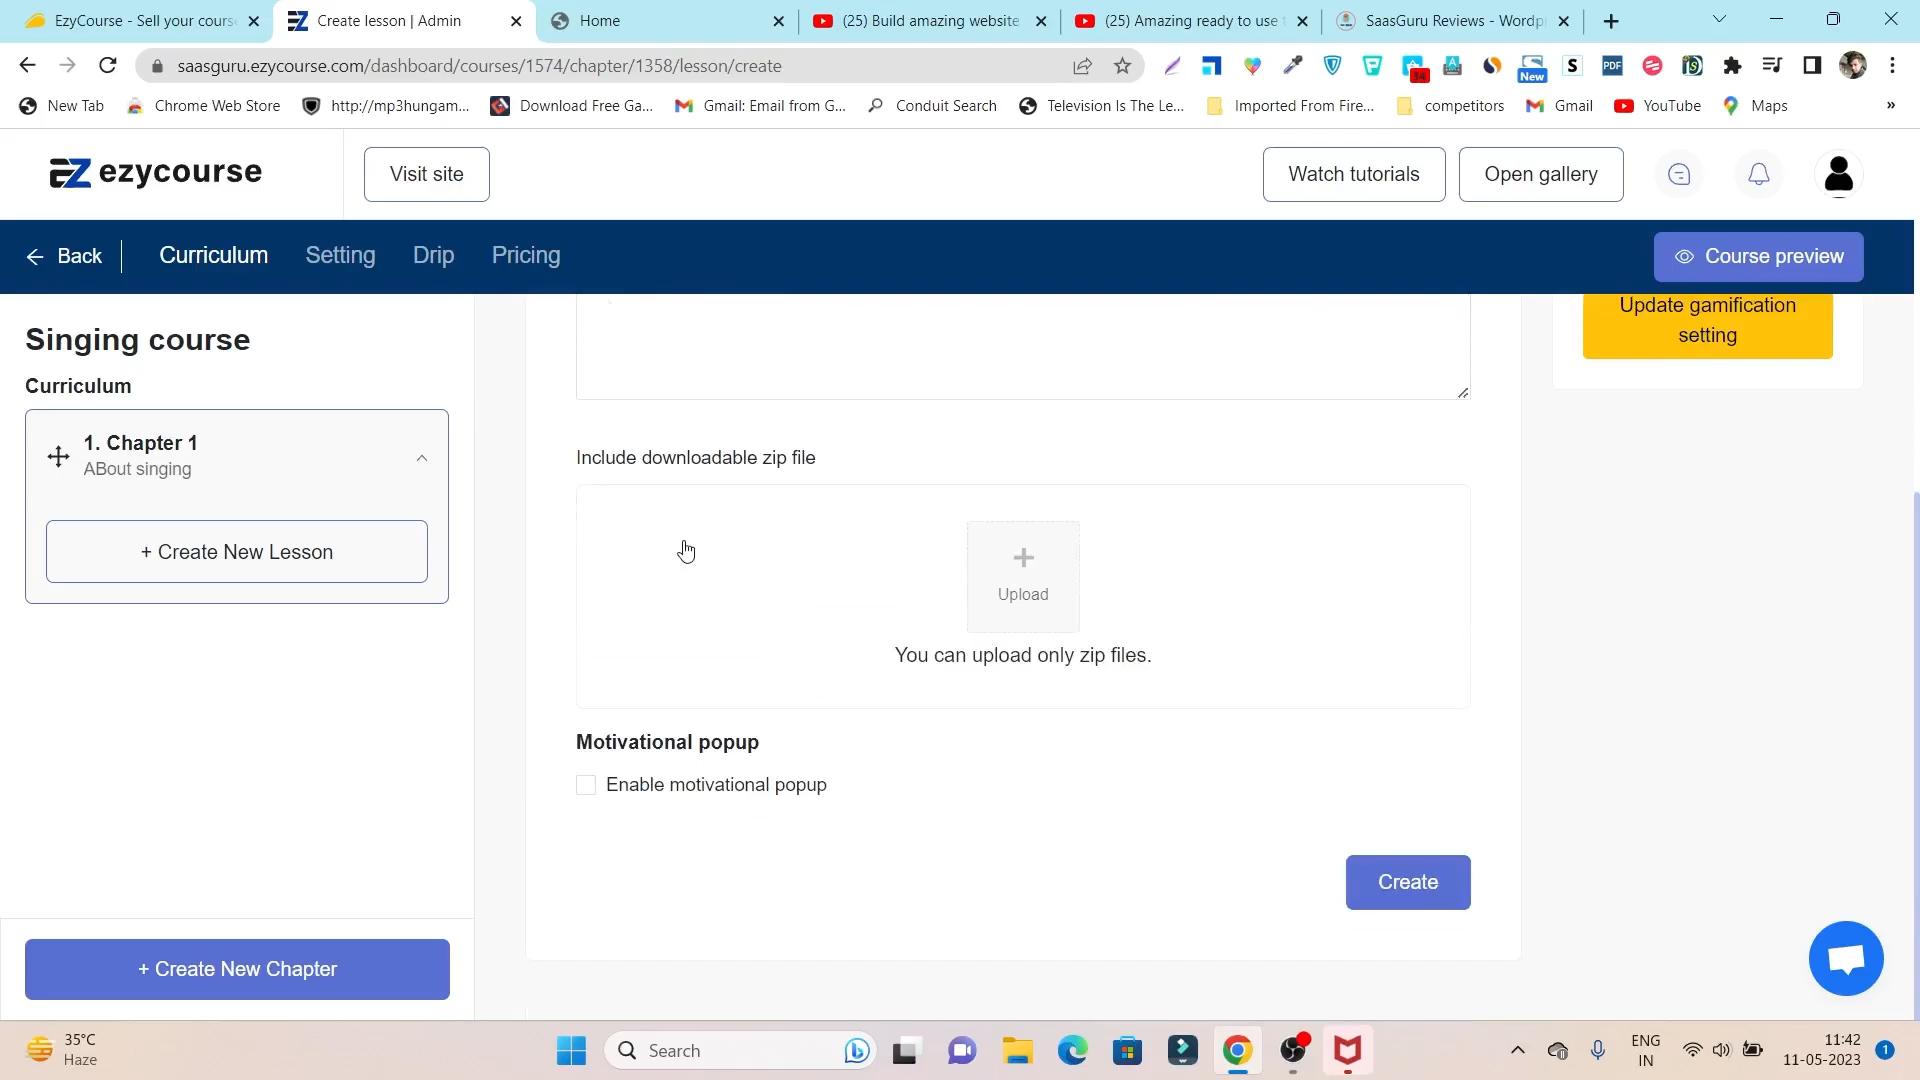 EzyCourse - Sell your cours
Create lesson | Admin
Home
(25) Build amazing website
(25) Amazing ready to use
SaasGuru Reviews - Wordp
saasguru.ezycourse.com/dashboard/courses/1574/chapter/1358/lesson/create
34
New
S
PDF
New Tab
Chrome Web Store
http://mp3hungam...
Download Free Ga...
Gmail: Email from G...
Conduit Search
Television Is The Le...
Imported From Fire...
competitors
Gmail
YouTube
Maps
»
ezycourse
Visit site
Watch tutorials
Open gallery
Back
Curriculum
Setting
Drip
Pricing
Course preview
Singing course
Curriculum
1. Chapter 1
ABout singing
+ Create New Lesson
+ Create New Chapter
Update gamification
setting
Include downloadable zip file
Upload
You can upload only zip files.
Motivational popup
Enable motivational popup
Create
35°C
Haze
Search
ENG
IN
11:42
11-05-2023
1